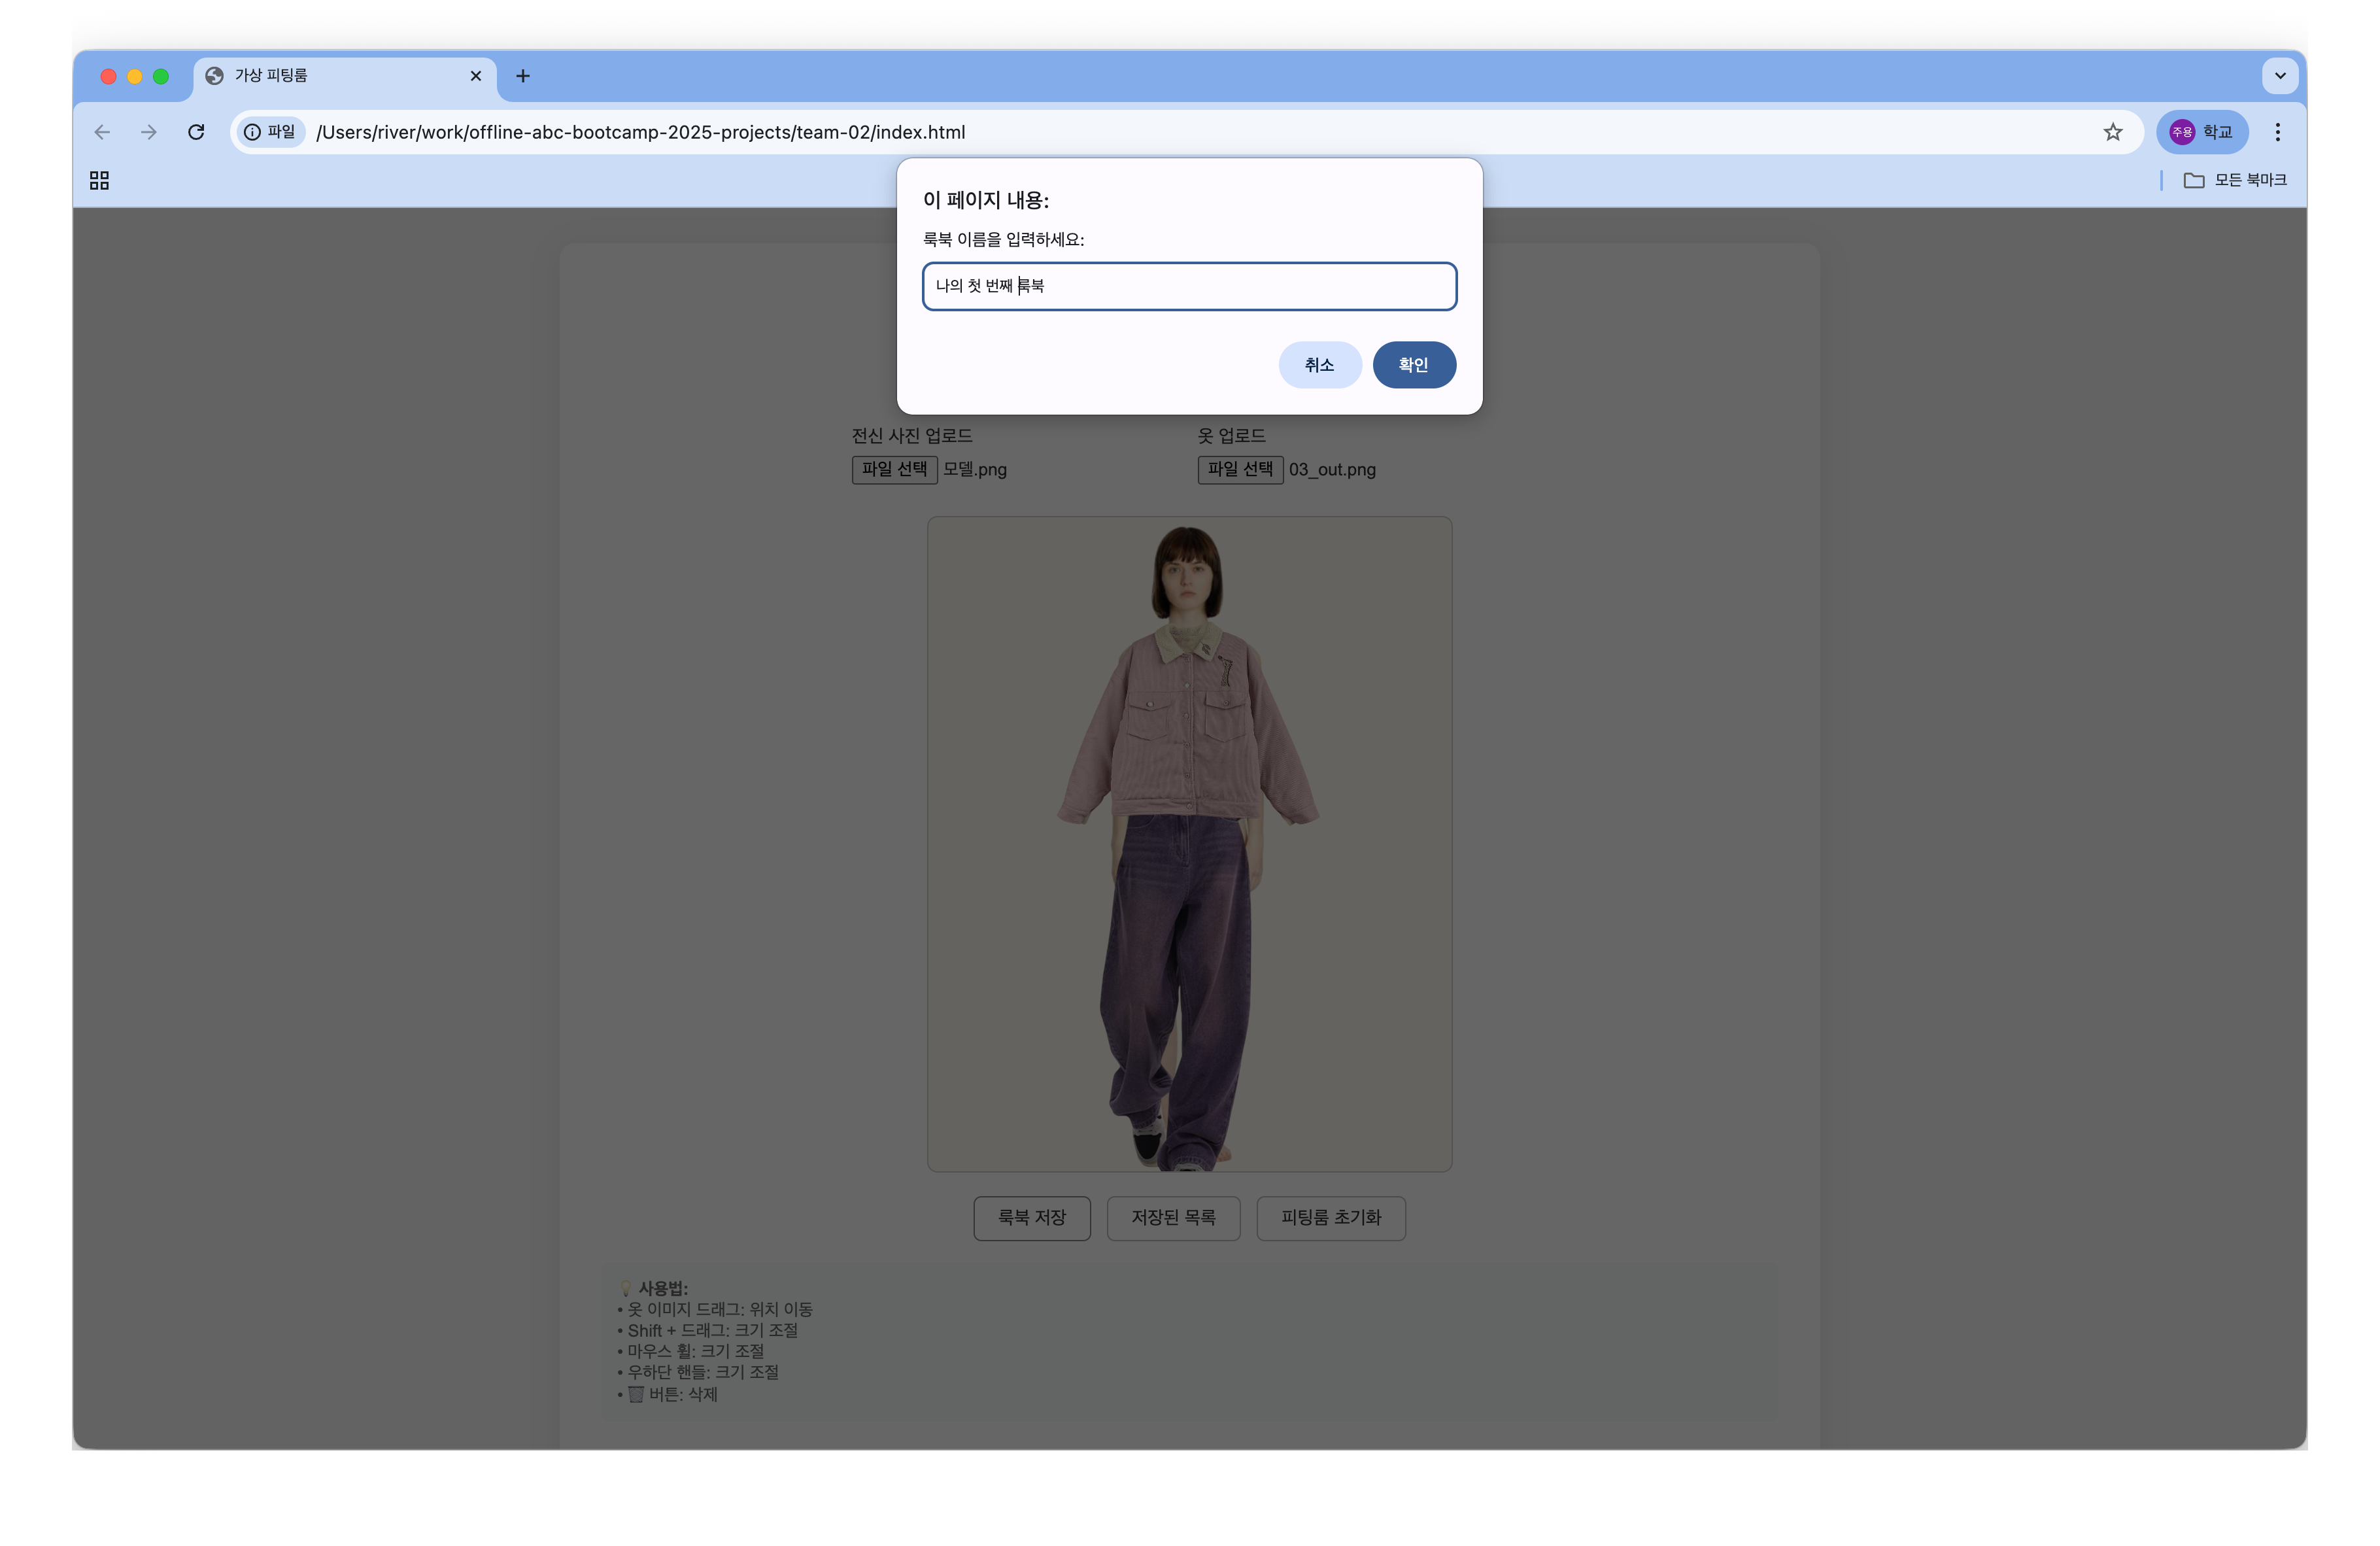 가상 피팅룸
파일 /Users/river/work/offline-abc-bootcamp-2025-projects/team-02/index.html 주용 학교
모든 북마크
이 페이지 내용:
룩북 이름을 입력하세요:
나의 첫 번째 룩북
취소 확인
전신 사진 업로드 옷 업로드
파일 선택 모델.png 파일 선택 03_out.png
룩북 저장 저장된 목록 피팅룸 초기화
💡 사용법:
• 옷 이미지 드래그: 위치 이동
• Shift + 드래그: 크기 조절
• 마우스 휠: 크기 조절
• 우하단 핸들: 크기 조절
• 🗑 버튼: 삭제